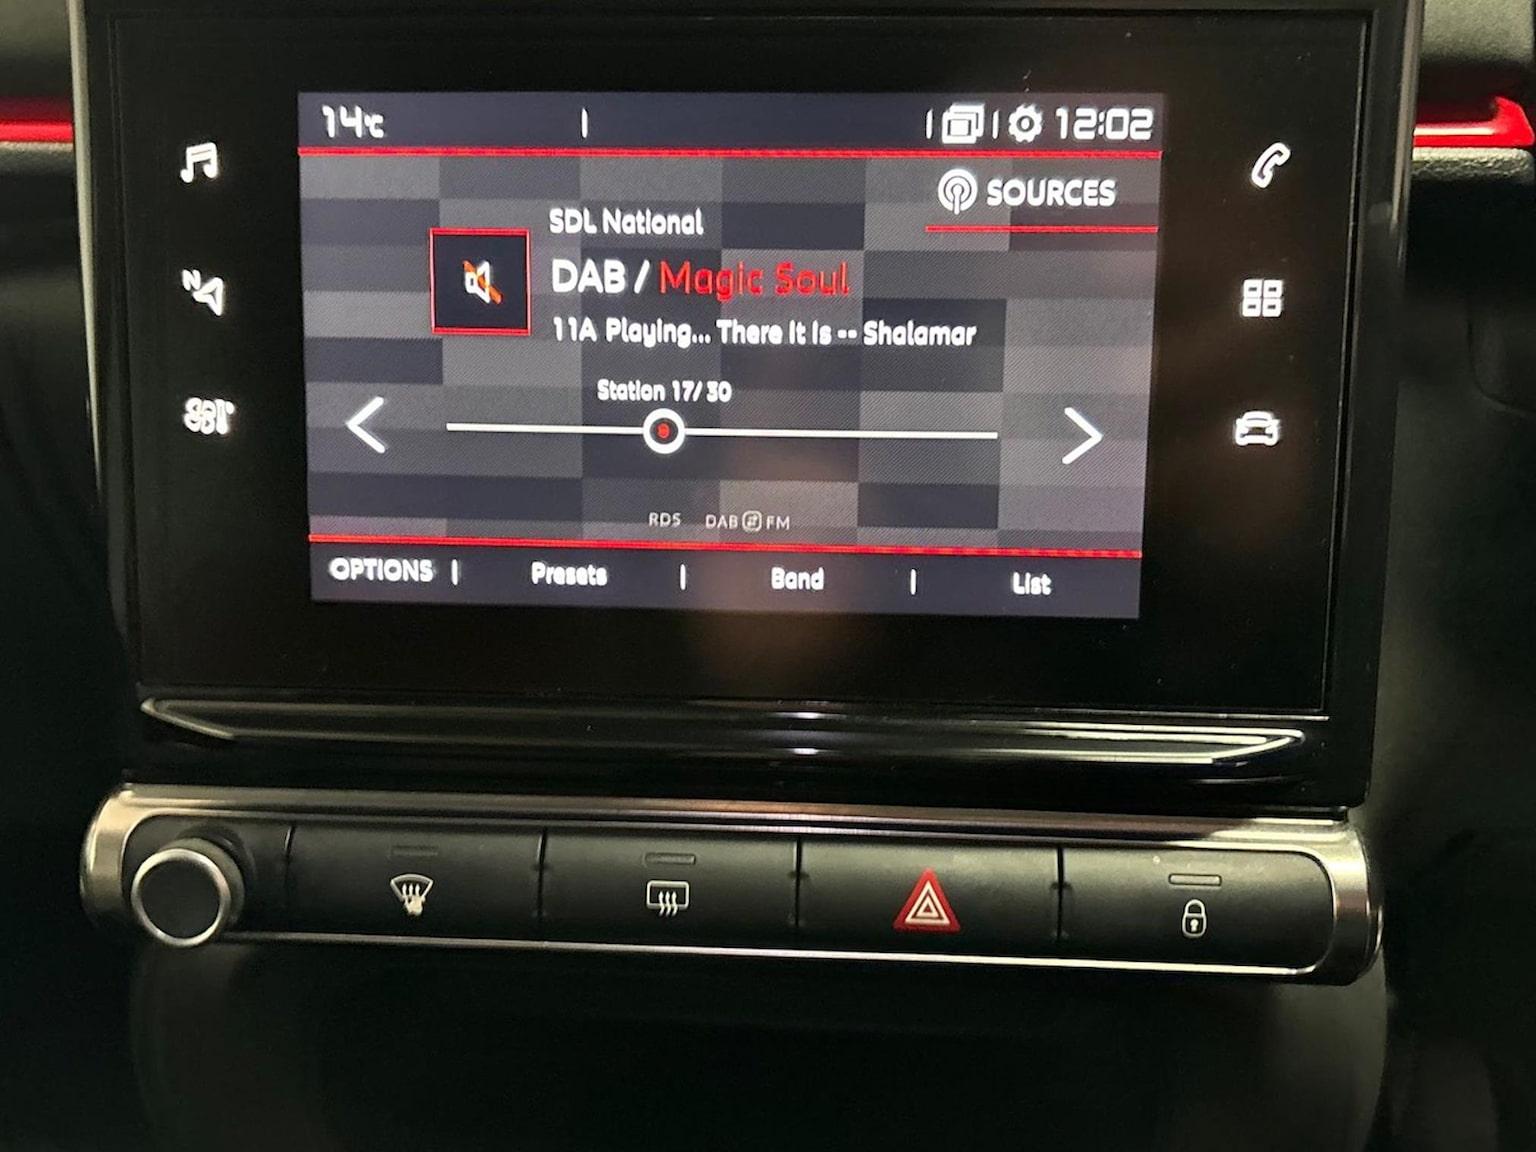 14°C
12:02
SOURCES
SDL National
DAB / Magic Soul
11A Playing... There It Is -- Shalamar
Station 17/30
RDS DAB FM
OPTIONS Presets Band List
N